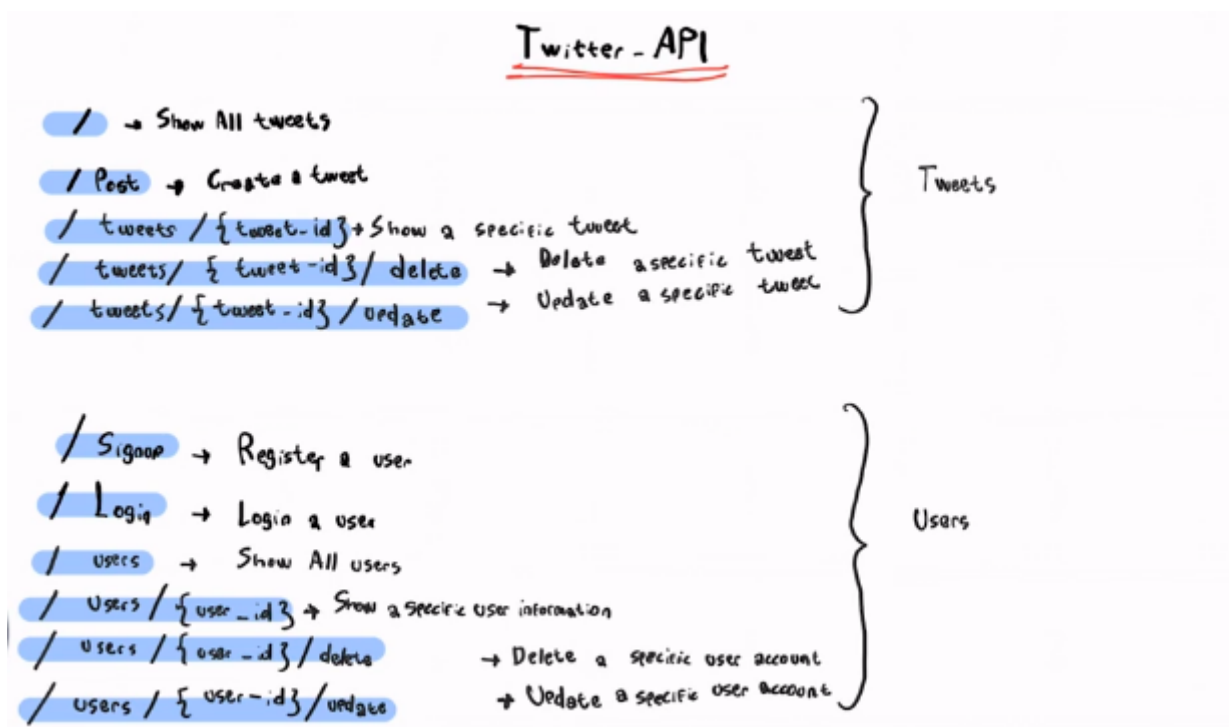 Twitter-API
/ → Show All tweets
/ Post → Create a tweet
/ tweets / {tweet-id} → Show a specific tweet
/ tweets / {tweet-id} / delete → Delete a specific tweet
/ tweets / {tweet-id} / update → Update a specific tweet
Tweets
/ Signup → Register a user
/ Login → Login a user
/ users → Show All users
/ Users / {user_id} → Show a specific user information
/ users / {user-id} / delete → Delete a specific user account
/ users / {user-id} / update → Update a specific user account
Users